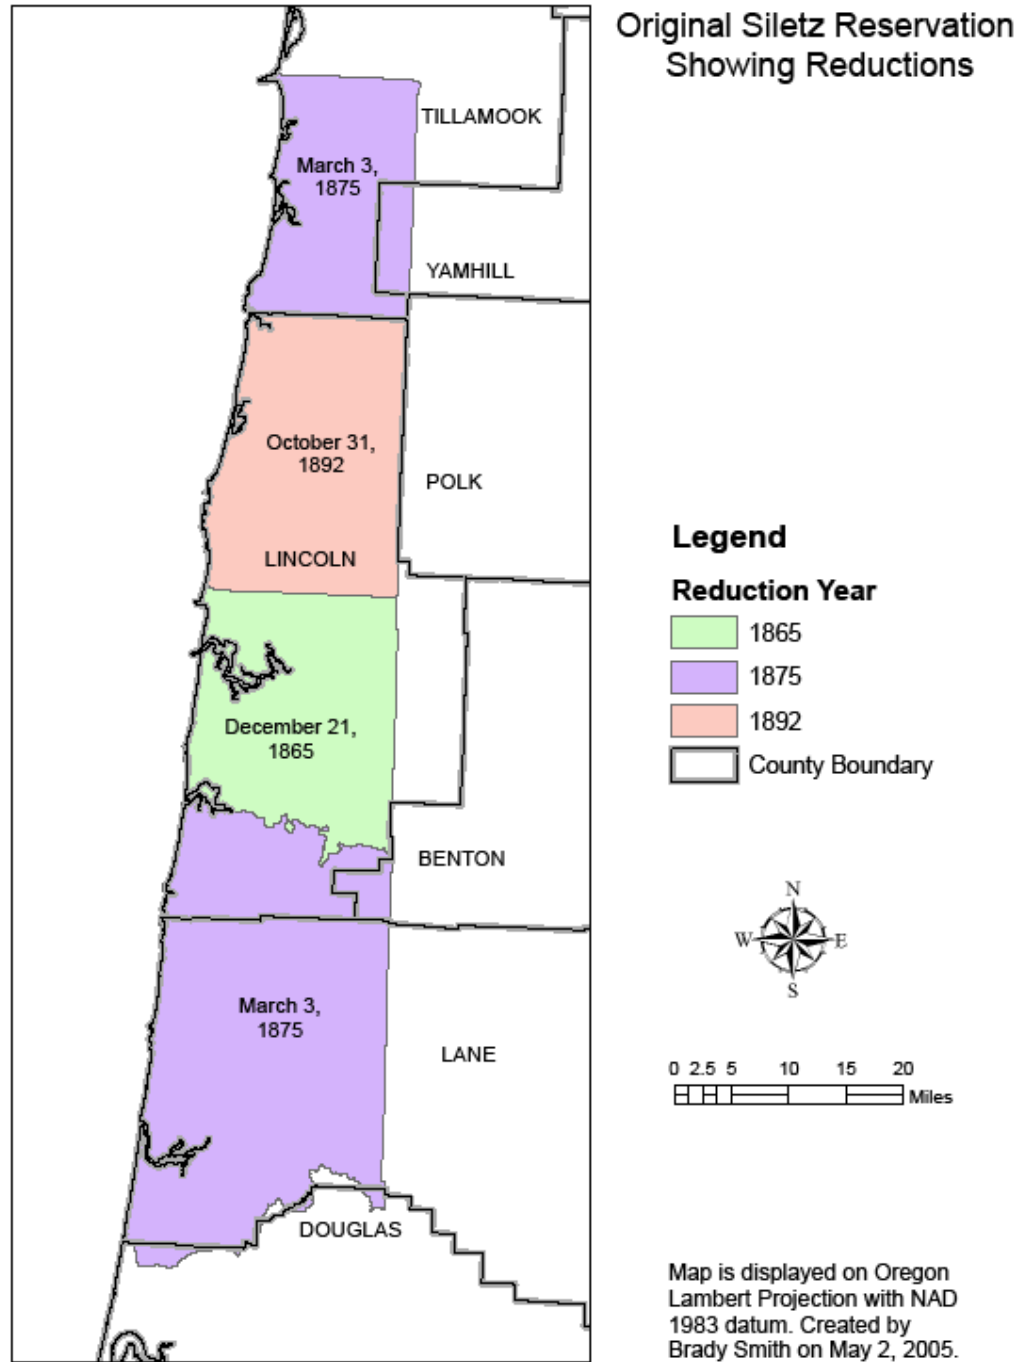 Original Siletz Reservation
Showing Reductions
TILLAMOOK
March 3,
1875
YAMHILL
October 31,
1892
POLK
LINCOLN
December 21,
1865
BENTON
March 3,
1875
LANE
DOUGLAS
Legend
Reduction Year
1865
1875
1892
County Boundary
N
W E
S
0 2.5 5 10 15 20
Miles
Map is displayed on Oregon
Lambert Projection with NAD
1983 datum. Created by
Brady Smith on May 2, 2005.